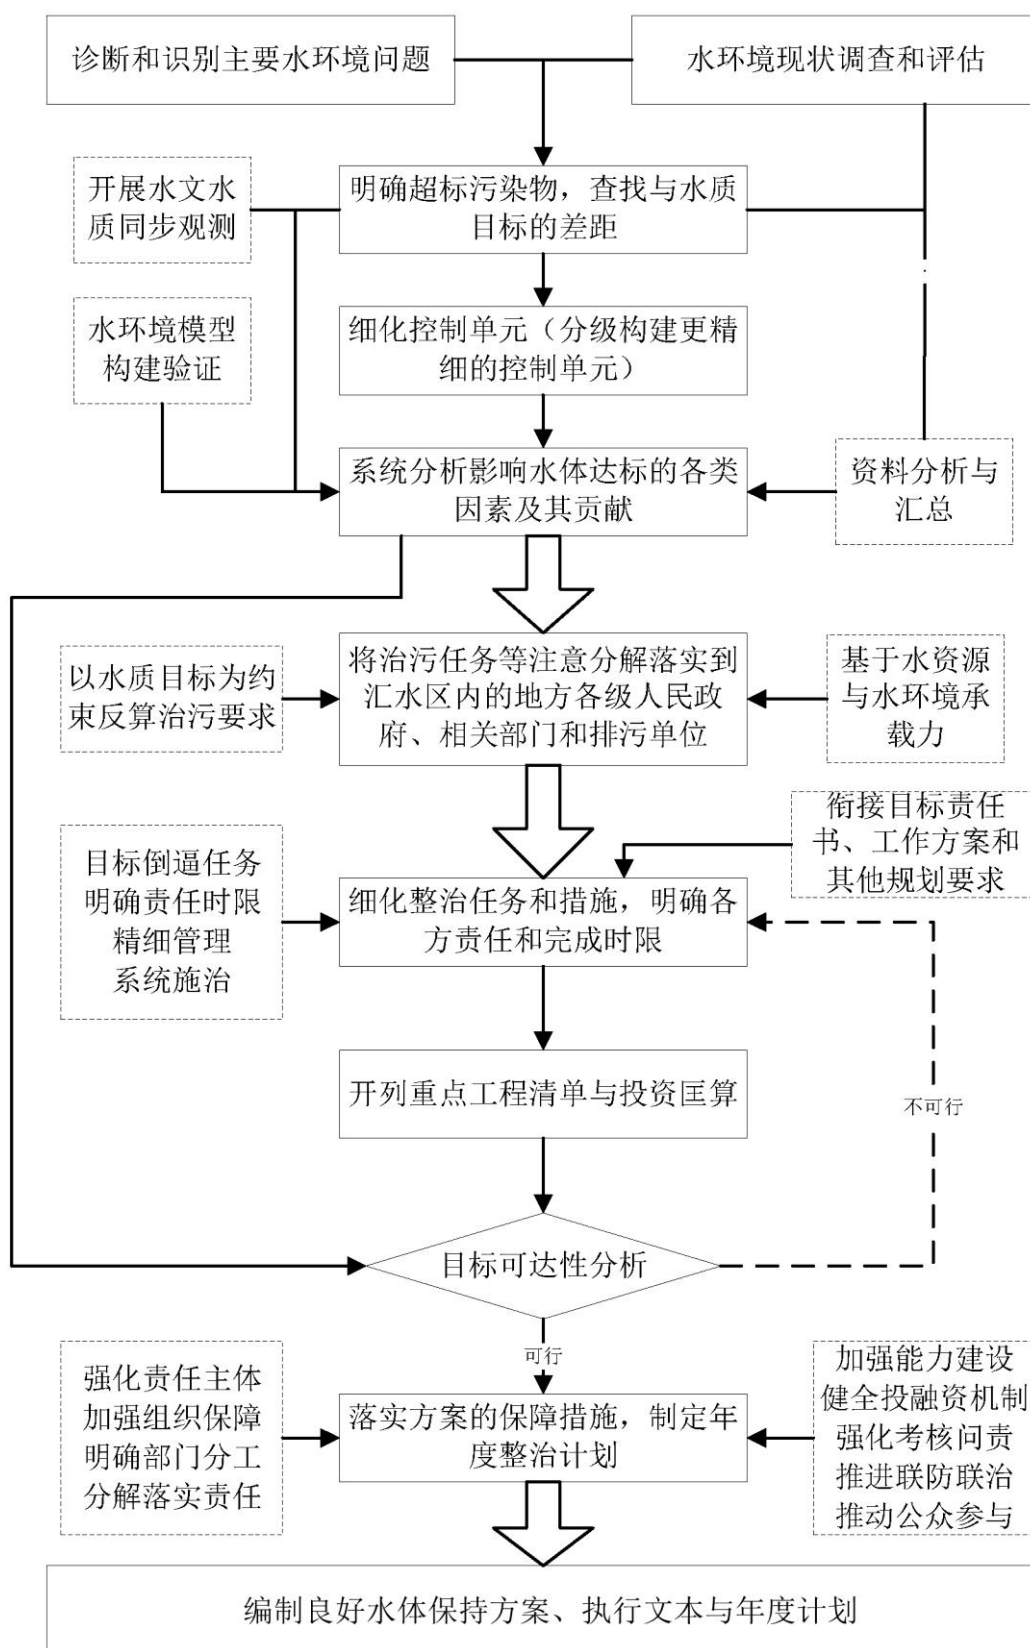 诊断和识别主要水环境问题
水环境现状调查和评估
开展水文水
质同步观测
明确超标污染物，查找与水质
目标的差距
水环境模型
构建验证
细化控制单元（分级构建更精
细的控制单元）
系统分析影响水体达标的各类
因素及其贡献
资料分析与
汇总
以水质目标为约
束反算治污要求
将治污任务等注意分解落实到
汇水区内的地方各级人民政
府、相关部门和排污单位
基于水资源
与水环境承
载力
衔接目标责任
书、工作方案和
其他规划要求
目标倒逼任务
明确责任时限
精细管理
系统施治
细化整治任务和措施，明确各
方责任和完成时限
开列重点工程清单与投资匡算
不可行
目标可达性分析
可行
强化责任主体
加强组织保障
明确部门分工
分解落实责任
落实方案的保障措施，制定年
度整治计划
加强能力建设
健全投融资机制
强化考核问责
推进联防联治
推动公众参与
编制良好水体保持方案、执行文本与年度计划